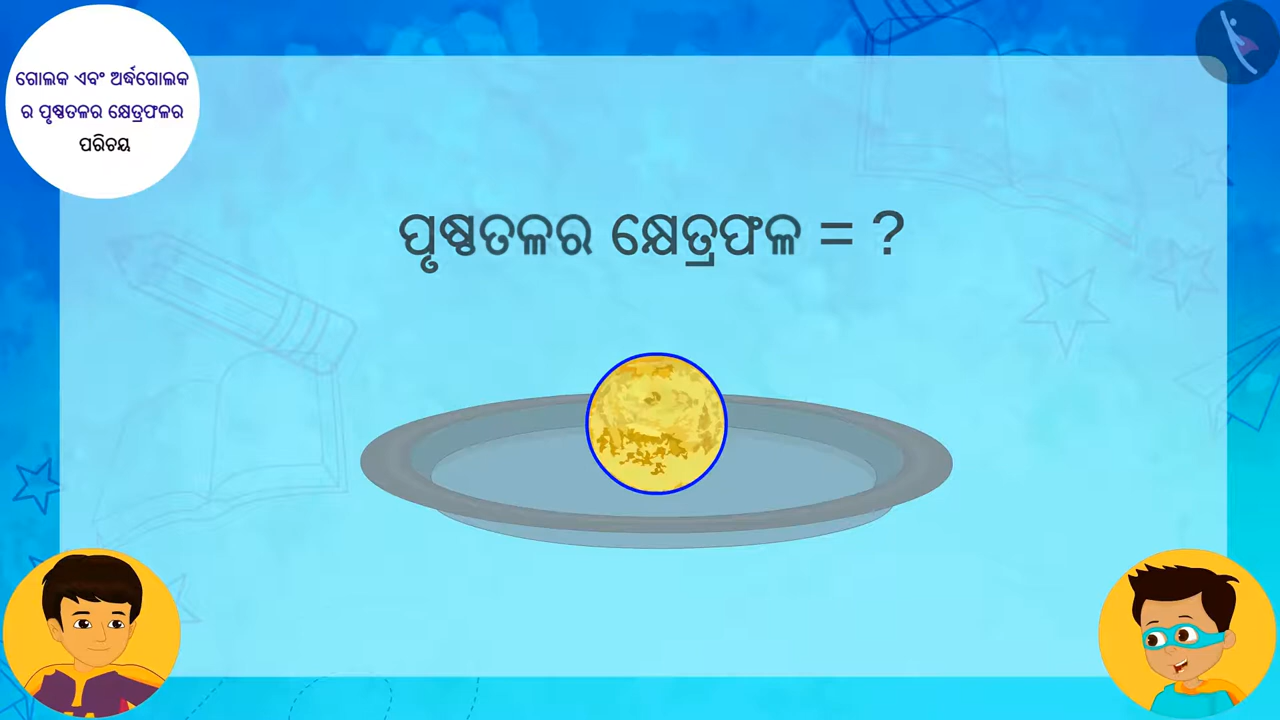 ଗୋଲକ ଏବଂ ଅର୍ଦ୍ଧଗୋଲକ
ର ପୃଷ୍ଠତଳର କ୍ଷେତ୍ରଫଳର
ପରିଚୟ
ପୃଷ୍ଠତଳର କ୍ଷେତ୍ରଫଳ = ?